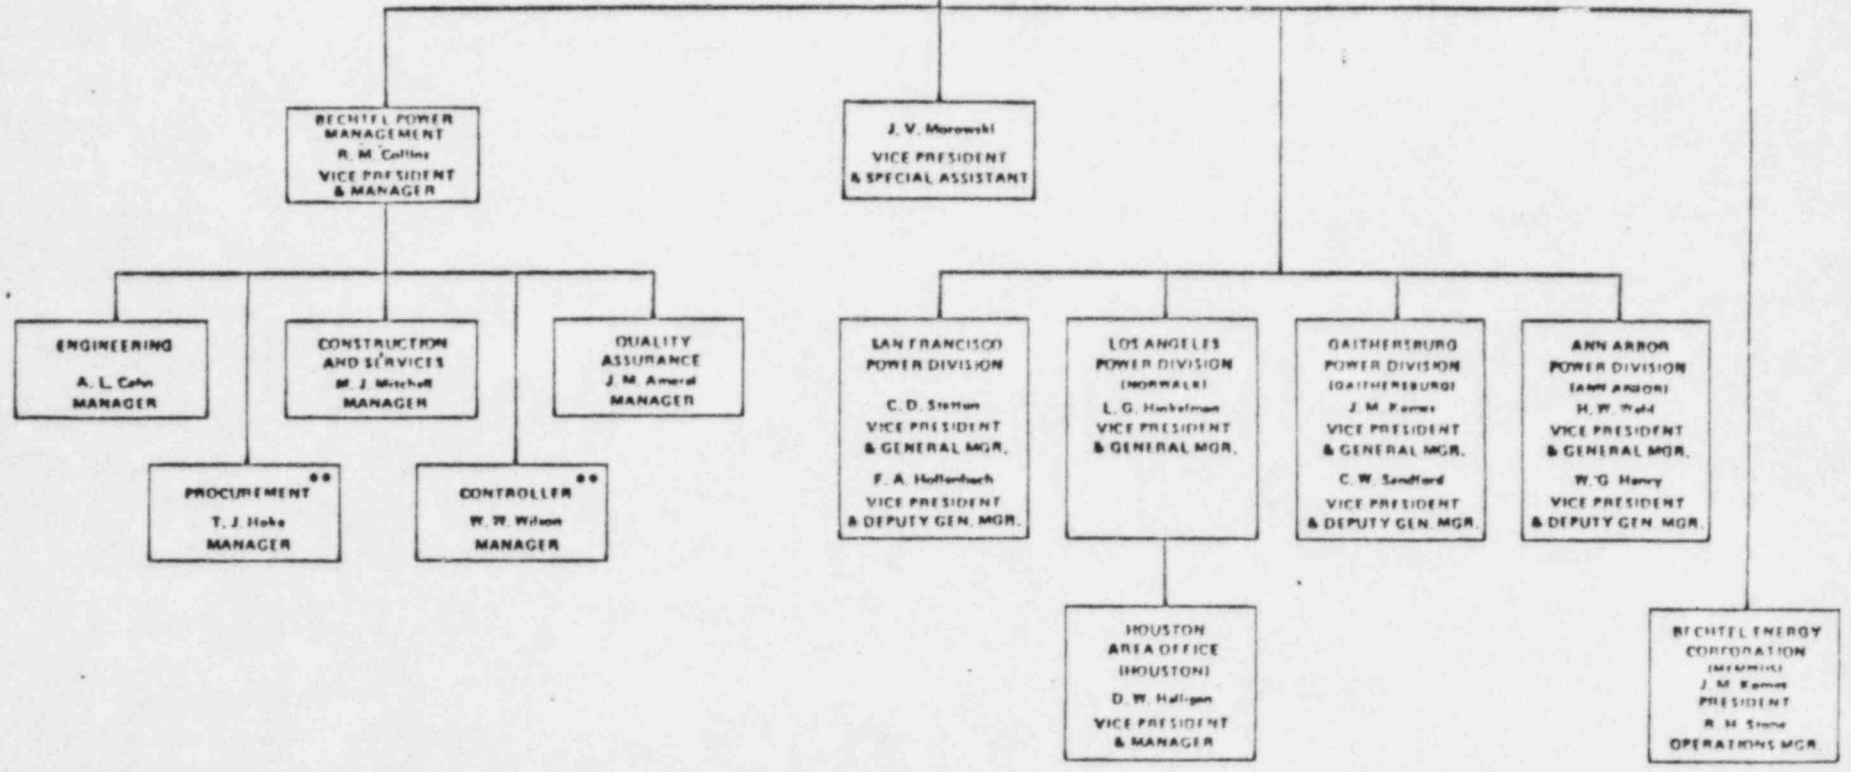 BECHTEL POWER
MANAGEMENT
R. M. Collins
VICE PRESIDENT
& MANAGER
J. V. Morowski
VICE PRESIDENT
& SPECIAL ASSISTANT
ENGINEERING
A. L. Cahn
MANAGER
CONSTRUCTION
AND SERVICES
M. J. Mitchell
MANAGER
QUALITY
ASSURANCE
J. M. Amaral
MANAGER
PROCUREMENT **
T. J. Hoke
MANAGER
CONTROLLER **
W. W. Wilson
MANAGER
SAN FRANCISCO
POWER DIVISION
C. D. Statton
VICE PRESIDENT
& GENERAL MGR.
F. A. Hollenbach
VICE PRESIDENT
& DEPUTY GEN. MGR.
LOS ANGELES
POWER DIVISION
(NORWALK)
L. G. Hinkelman
VICE PRESIDENT
& GENERAL MGR.
GAITHERSBURG
POWER DIVISION
(GAITHERSBURG)
J. M. Komes
VICE PRESIDENT
& GENERAL MGR.
C. W. Sandford
VICE PRESIDENT
& DEPUTY GEN. MGR.
ANN ARBOR
POWER DIVISION
(ANN ARBOR)
H. W. Wahl
VICE PRESIDENT
& GENERAL MGR.
W. G. Henry
VICE PRESIDENT
& DEPUTY GEN. MGR.
HOUSTON
AREA OFFICE
(HOUSTON)
D. W. Halligan
VICE PRESIDENT
& MANAGER
BECHTEL ENERGY
CORPORATION
(MEMPHIS)
J. M. Komes
PRESIDENT
R. H. Stone
OPERATIONS MGR.